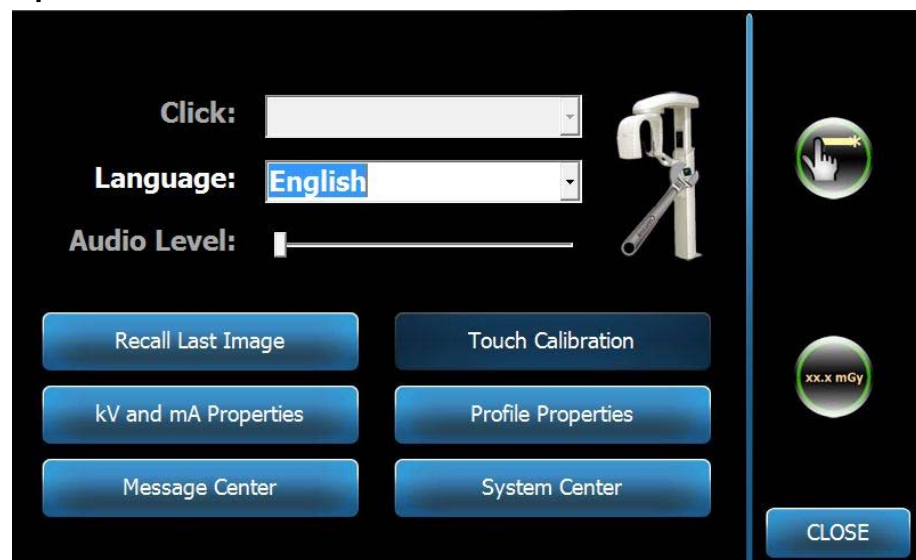 Click:
Language: English
Audio Level:
Recall Last Image
Touch Calibration
kV and mA Properties
Profile Properties
Message Center
System Center
xx.x mGy
CLOSE